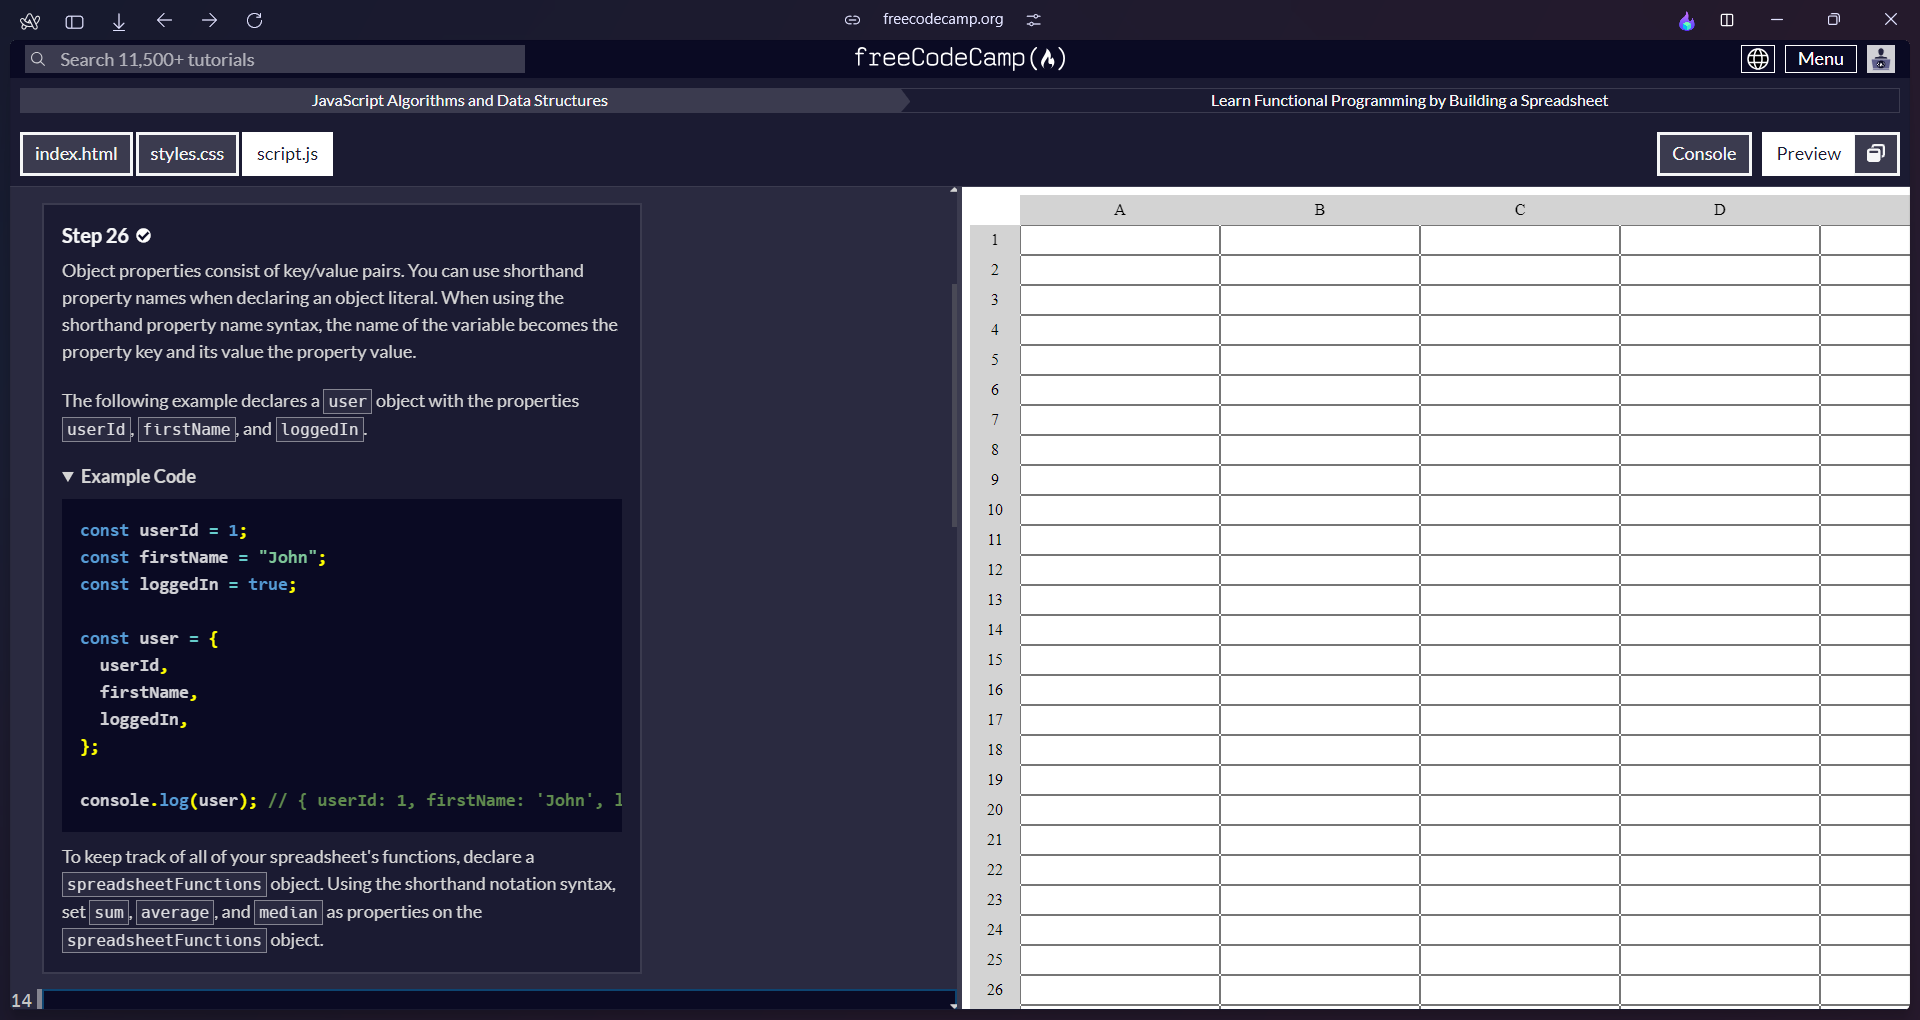 freecodecamp.org
Search 11,500+ tutorials
freeCodeCamp
Menu
JavaScript Algorithms and Data Structures
Learn Functional Programming by Building a Spreadsheet
index.html
styles.css
script.js
Console
Preview
Step 26
Object properties consist of key/value pairs. You can use shorthand
property names when declaring an object literal. When using the
shorthand property name syntax, the name of the variable becomes the
property key and its value the property value.
The following example declares a user object with the properties
userId, firstName, and loggedIn.
Example Code
const userId = 1;
const firstName = "John";
const loggedIn = true;
const user = {
userId,
firstName,
loggedIn,
};
console.log(user); // { userId: 1, firstName: 'John', l
To keep track of all of your spreadsheet's functions, declare a
spreadsheetFunctions object. Using the shorthand notation syntax,
set sum, average, and median as properties on the
spreadsheetFunctions object.
14
A B C D
1
2
3
4
5
6
7
8
9
10
11
12
13
14
15
16
17
18
19
20
21
22
23
24
25
26